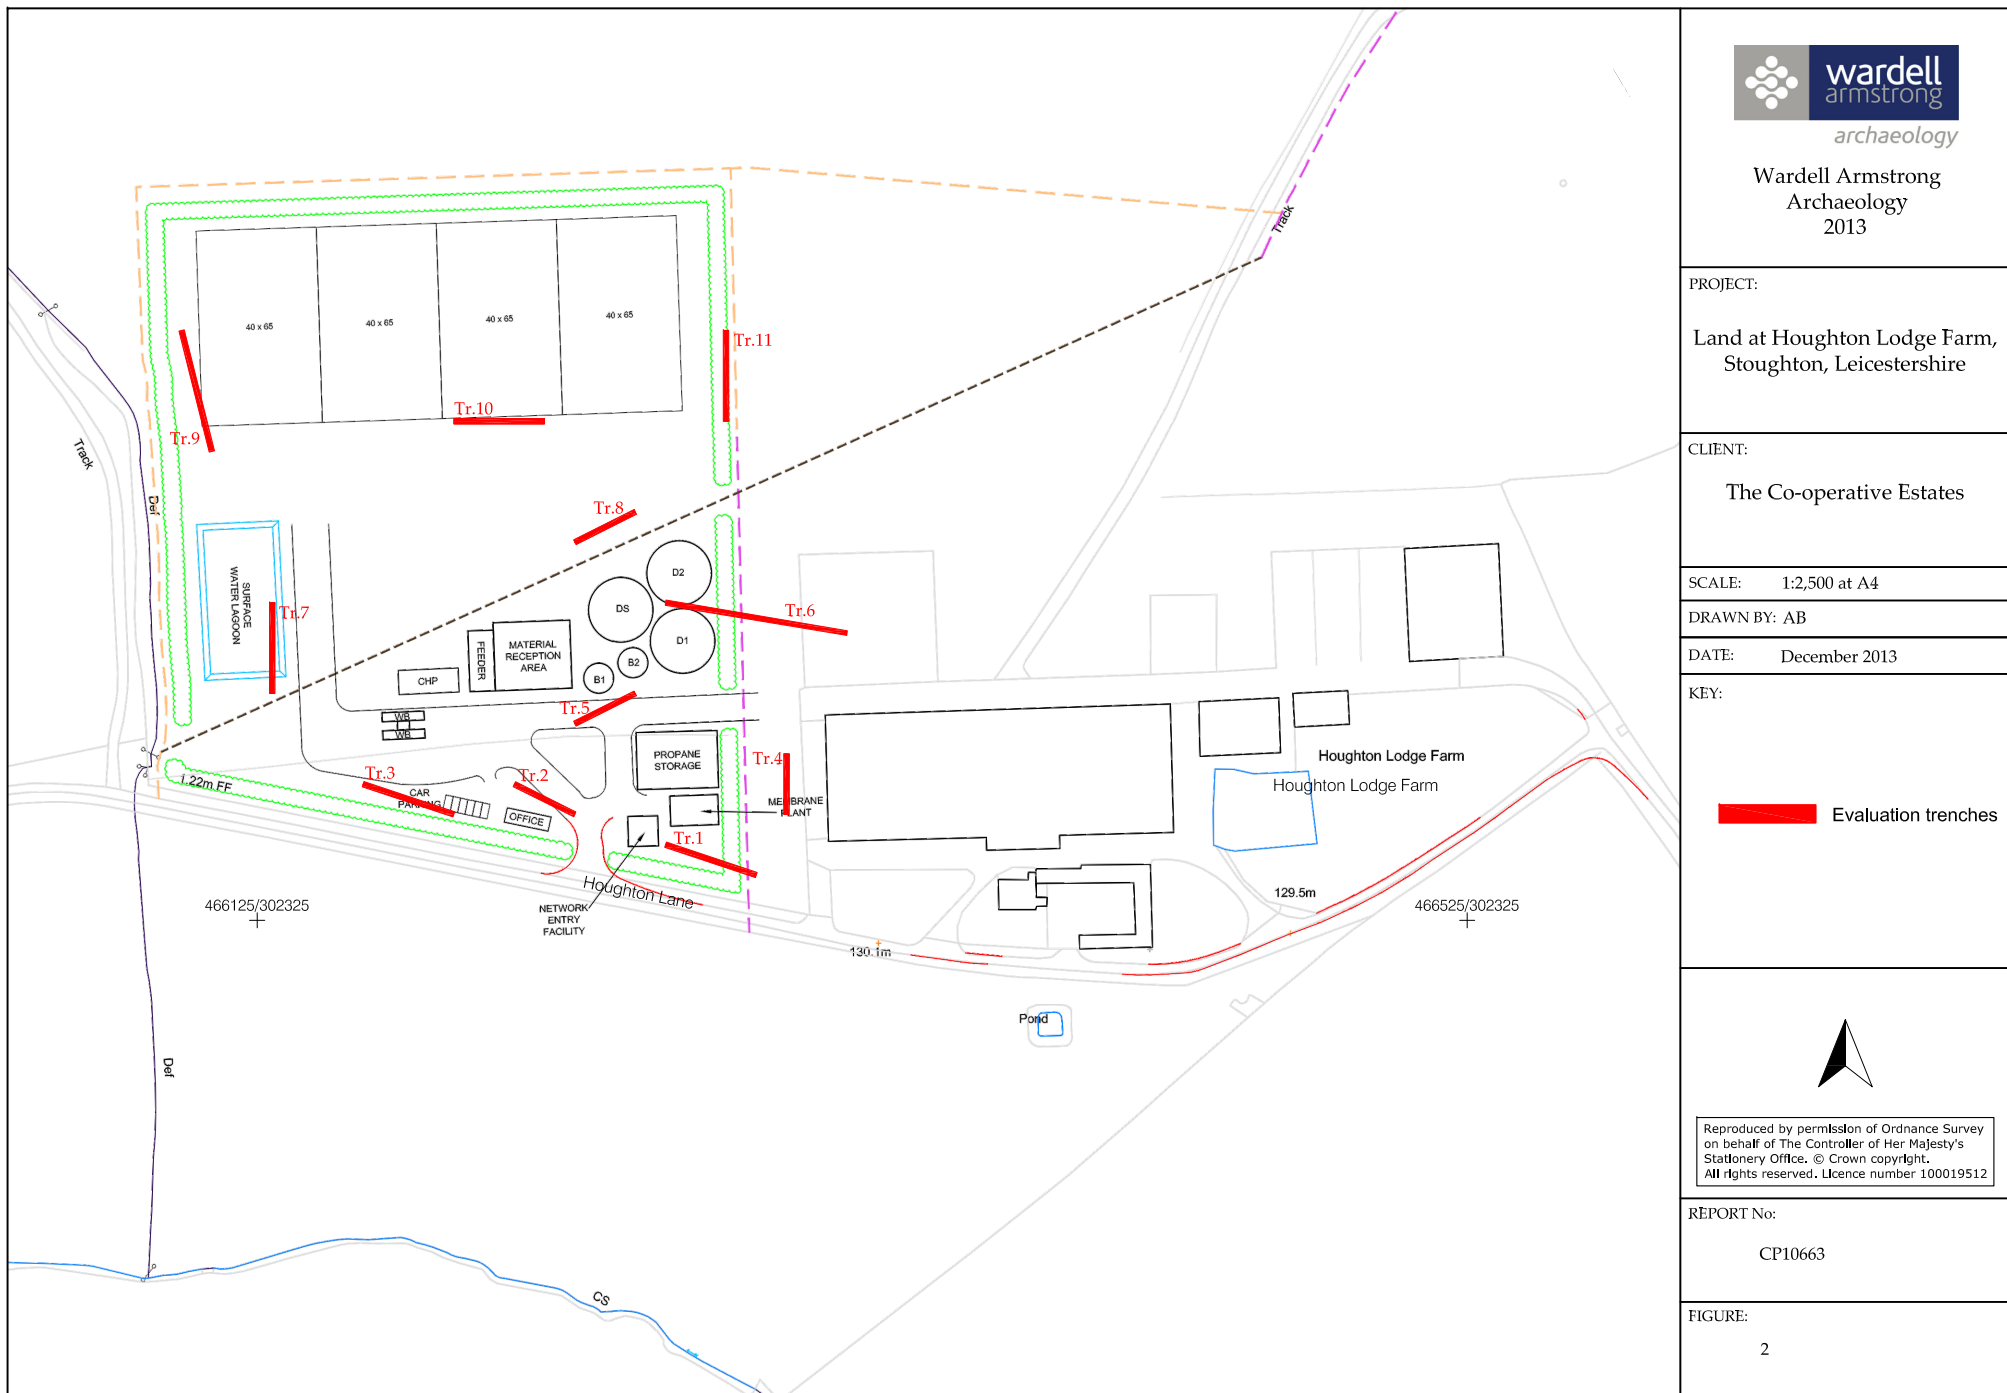 Track
40 x 65
40 x 65
40 x 65
40 x 65
Tr.11
Tr.10
Tr.9
Track
Def
Tr.8
SURFACE
WATER LAGOON
Tr.7
D2
DS
D1
Tr.6
FEEDER
MATERIAL
RECEPTION
AREA
B2
B1
CHP
Tr.5
WB
WB
PROPANE
STORAGE
Tr.4
Tr.3
Tr.2
1.22m FF
CAR
PARKING
OFFICE
MEMBRANE
PLANT
Tr.1
Houghton Lodge Farm
Houghton Lodge Farm
Houghton Lane
NETWORK
ENTRY
FACILITY
129.5m
466125/302325
466525/302325
130.1m
Pond
Def
CS
wardell
armstrong
archaeology
Wardell Armstrong
Archaeology
2013
PROJECT:
Land at Houghton Lodge Farm,
Stoughton, Leicestershire
CLIENT:
The Co-operative Estates
SCALE: 1:2,500 at A4
DRAWN BY: AB
DATE: December 2013
KEY:
Evaluation trenches
Reproduced by permission of Ordnance Survey
on behalf of The Controller of Her Majesty's
Stationery Office. © Crown copyright.
All rights reserved. Licence number 100019512
REPORT No:
CP10663
FIGURE:
2